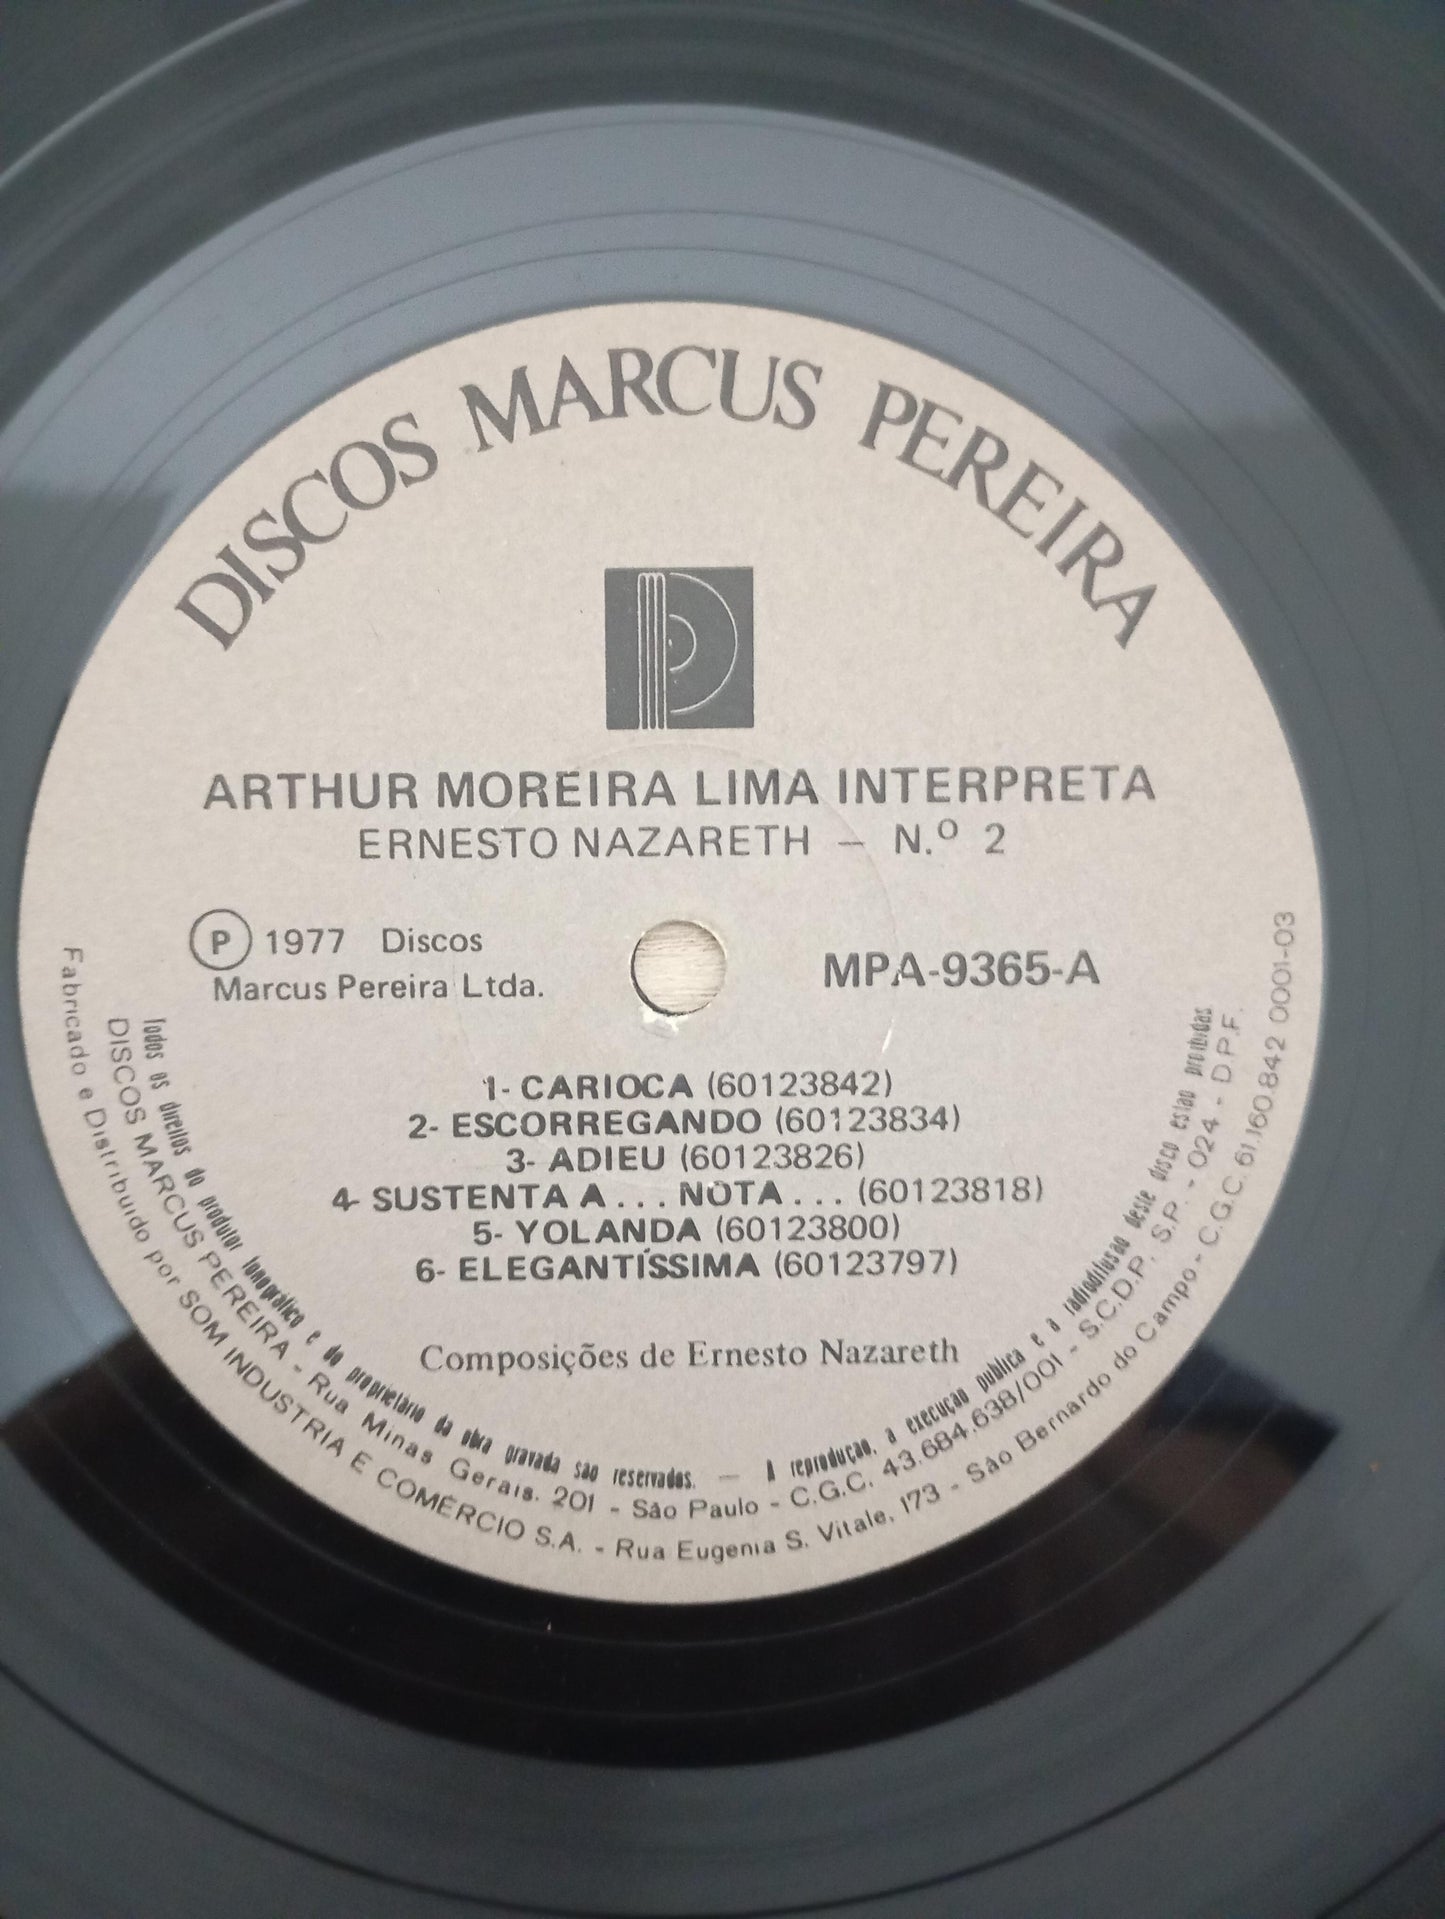 DISCOS MARCUS PEREIRA
ARTHUR MOREIRA LIMA INTERPRETA
ERNESTO NAZARETH – N.º 2
Ⓟ 1977 Discos
Marcus Pereira Ltda.
MPA-9365-A
1- CARIOCA (60123842)
2- ESCORREGANDO (60123834)
3- ADIEU (60123826)
4- SUSTENTA A... NOTA... (60123818)
5- YOLANDA (60123800)
6- ELEGANTÍSSIMA (60123797)
Composições de Ernesto Nazareth
Todos os direitos do produtor fonográfico e do proprietário da obra gravada são reservados. — A reprodução, a execução pública e a radiodifusão deste disco estão proibidas
DISCOS MARCUS PEREIRA - Rua Minas Gerais, 201 - São Paulo - C.G.C. 43.684.638/001 - S.C.D.P. S.P. - 024 - D.P.F.
Fabricado e Distribuído por SOM INDUSTRIA E COMÉRCIO S.A. - Rua Eugenia S. Vitale, 173 - São Bernardo do Campo - C.G.C. 61.160.842 0001-03